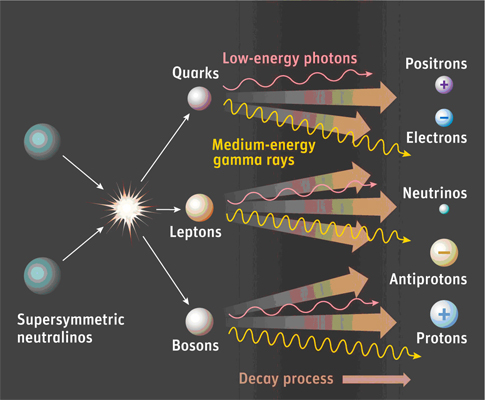 Low-energy photons
Quarks
Positrons
+
−
Electrons
Medium-energy
gamma rays
Neutrinos
Leptons
−
Antiprotons
Supersymmetric
neutralinos
+
Bosons
Protons
Decay process